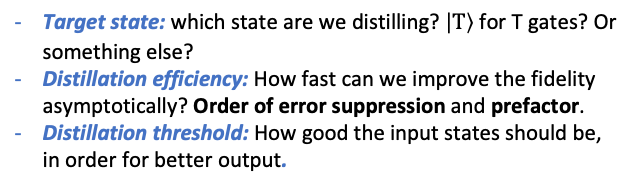 - Target state: which state are we distilling? |T⟩ for T gates? Or
something else?
- Distillation efficiency: How fast can we improve the fidelity
asymptotically? Order of error suppression and prefactor.
- Distillation threshold: How good the input states should be,
in order for better output.